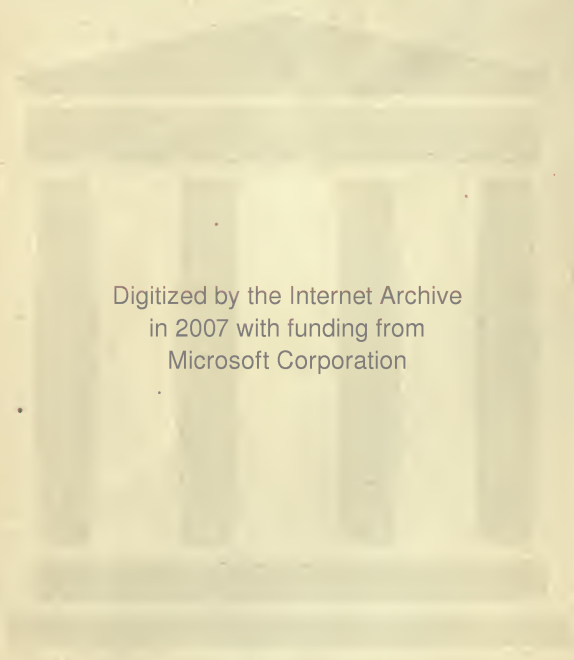 Digitized by the Internet Archive
in 2007 with funding from
Microsoft Corporation